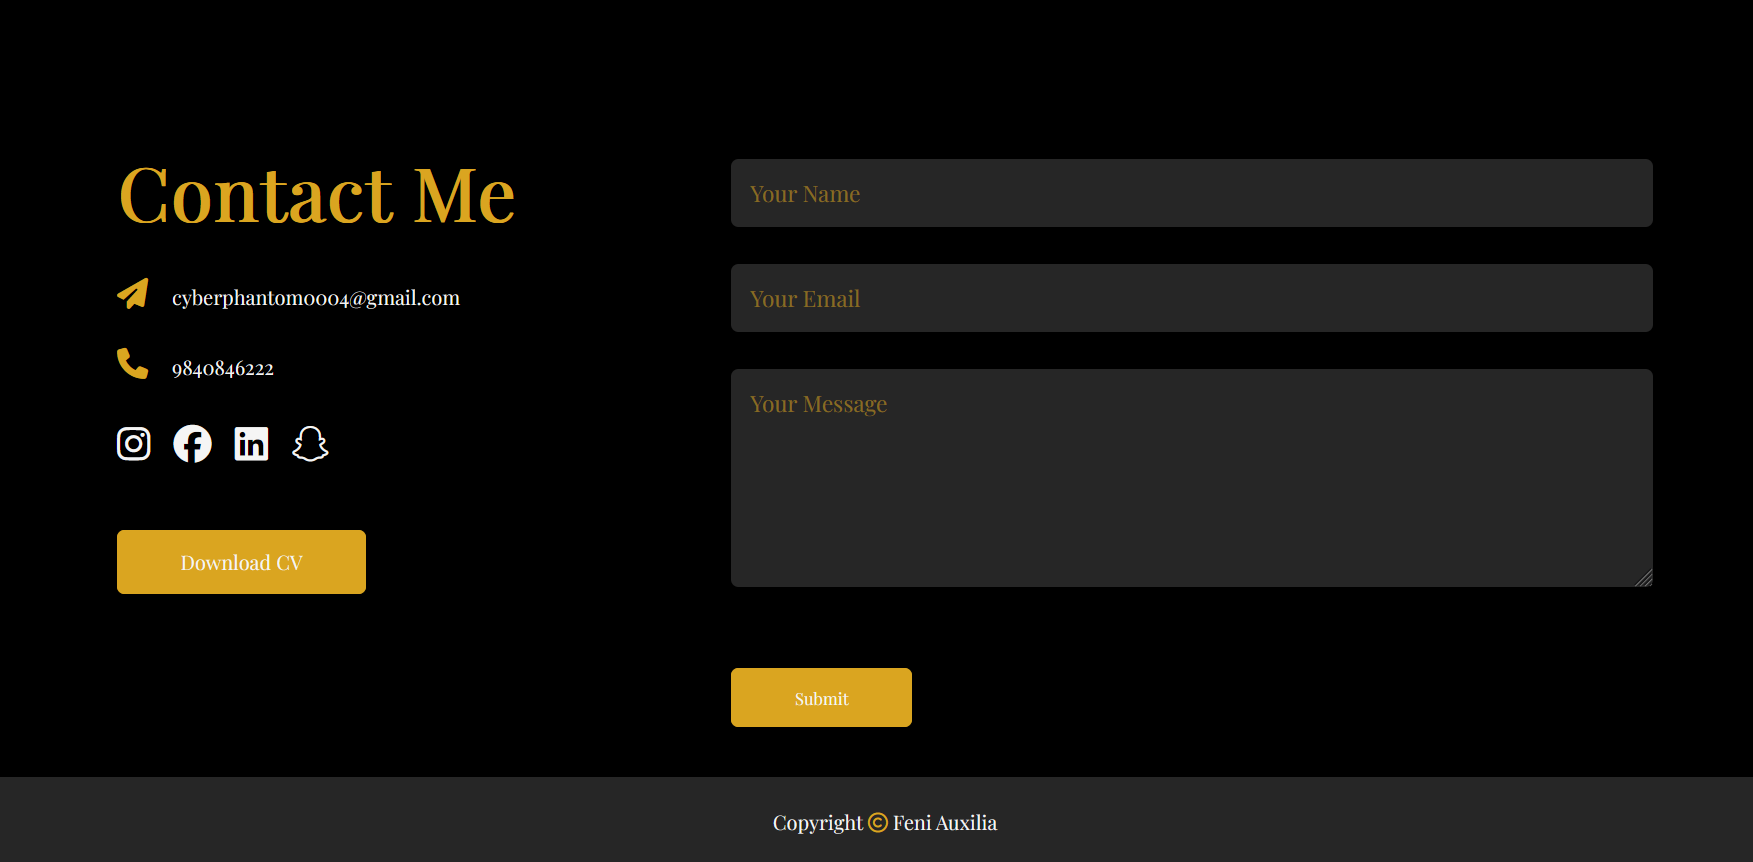 Contact Me
cyberphantom0004@gmail.com
9840846222
Download CV
Your Name
Your Email
Your Message
Submit
Copyright © Feni Auxilia